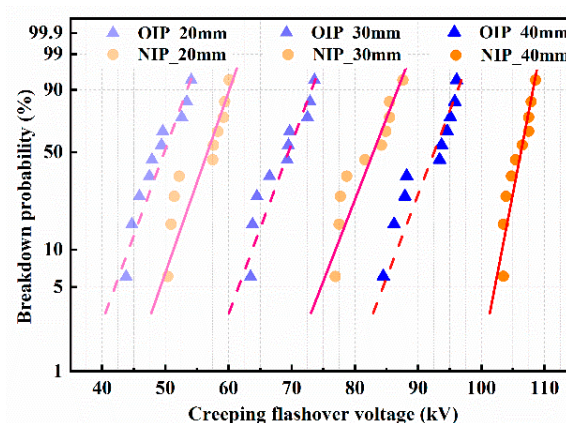 99.9
99
90
50
10
5
1
Breakdown probability (%)
OIP_20mm OIP_30mm OIP_40mm
NIP_20mm NIP_30mm NIP_40mm
40 50 60 70 80 90 100 110
Creeping flashover voltage (kV)